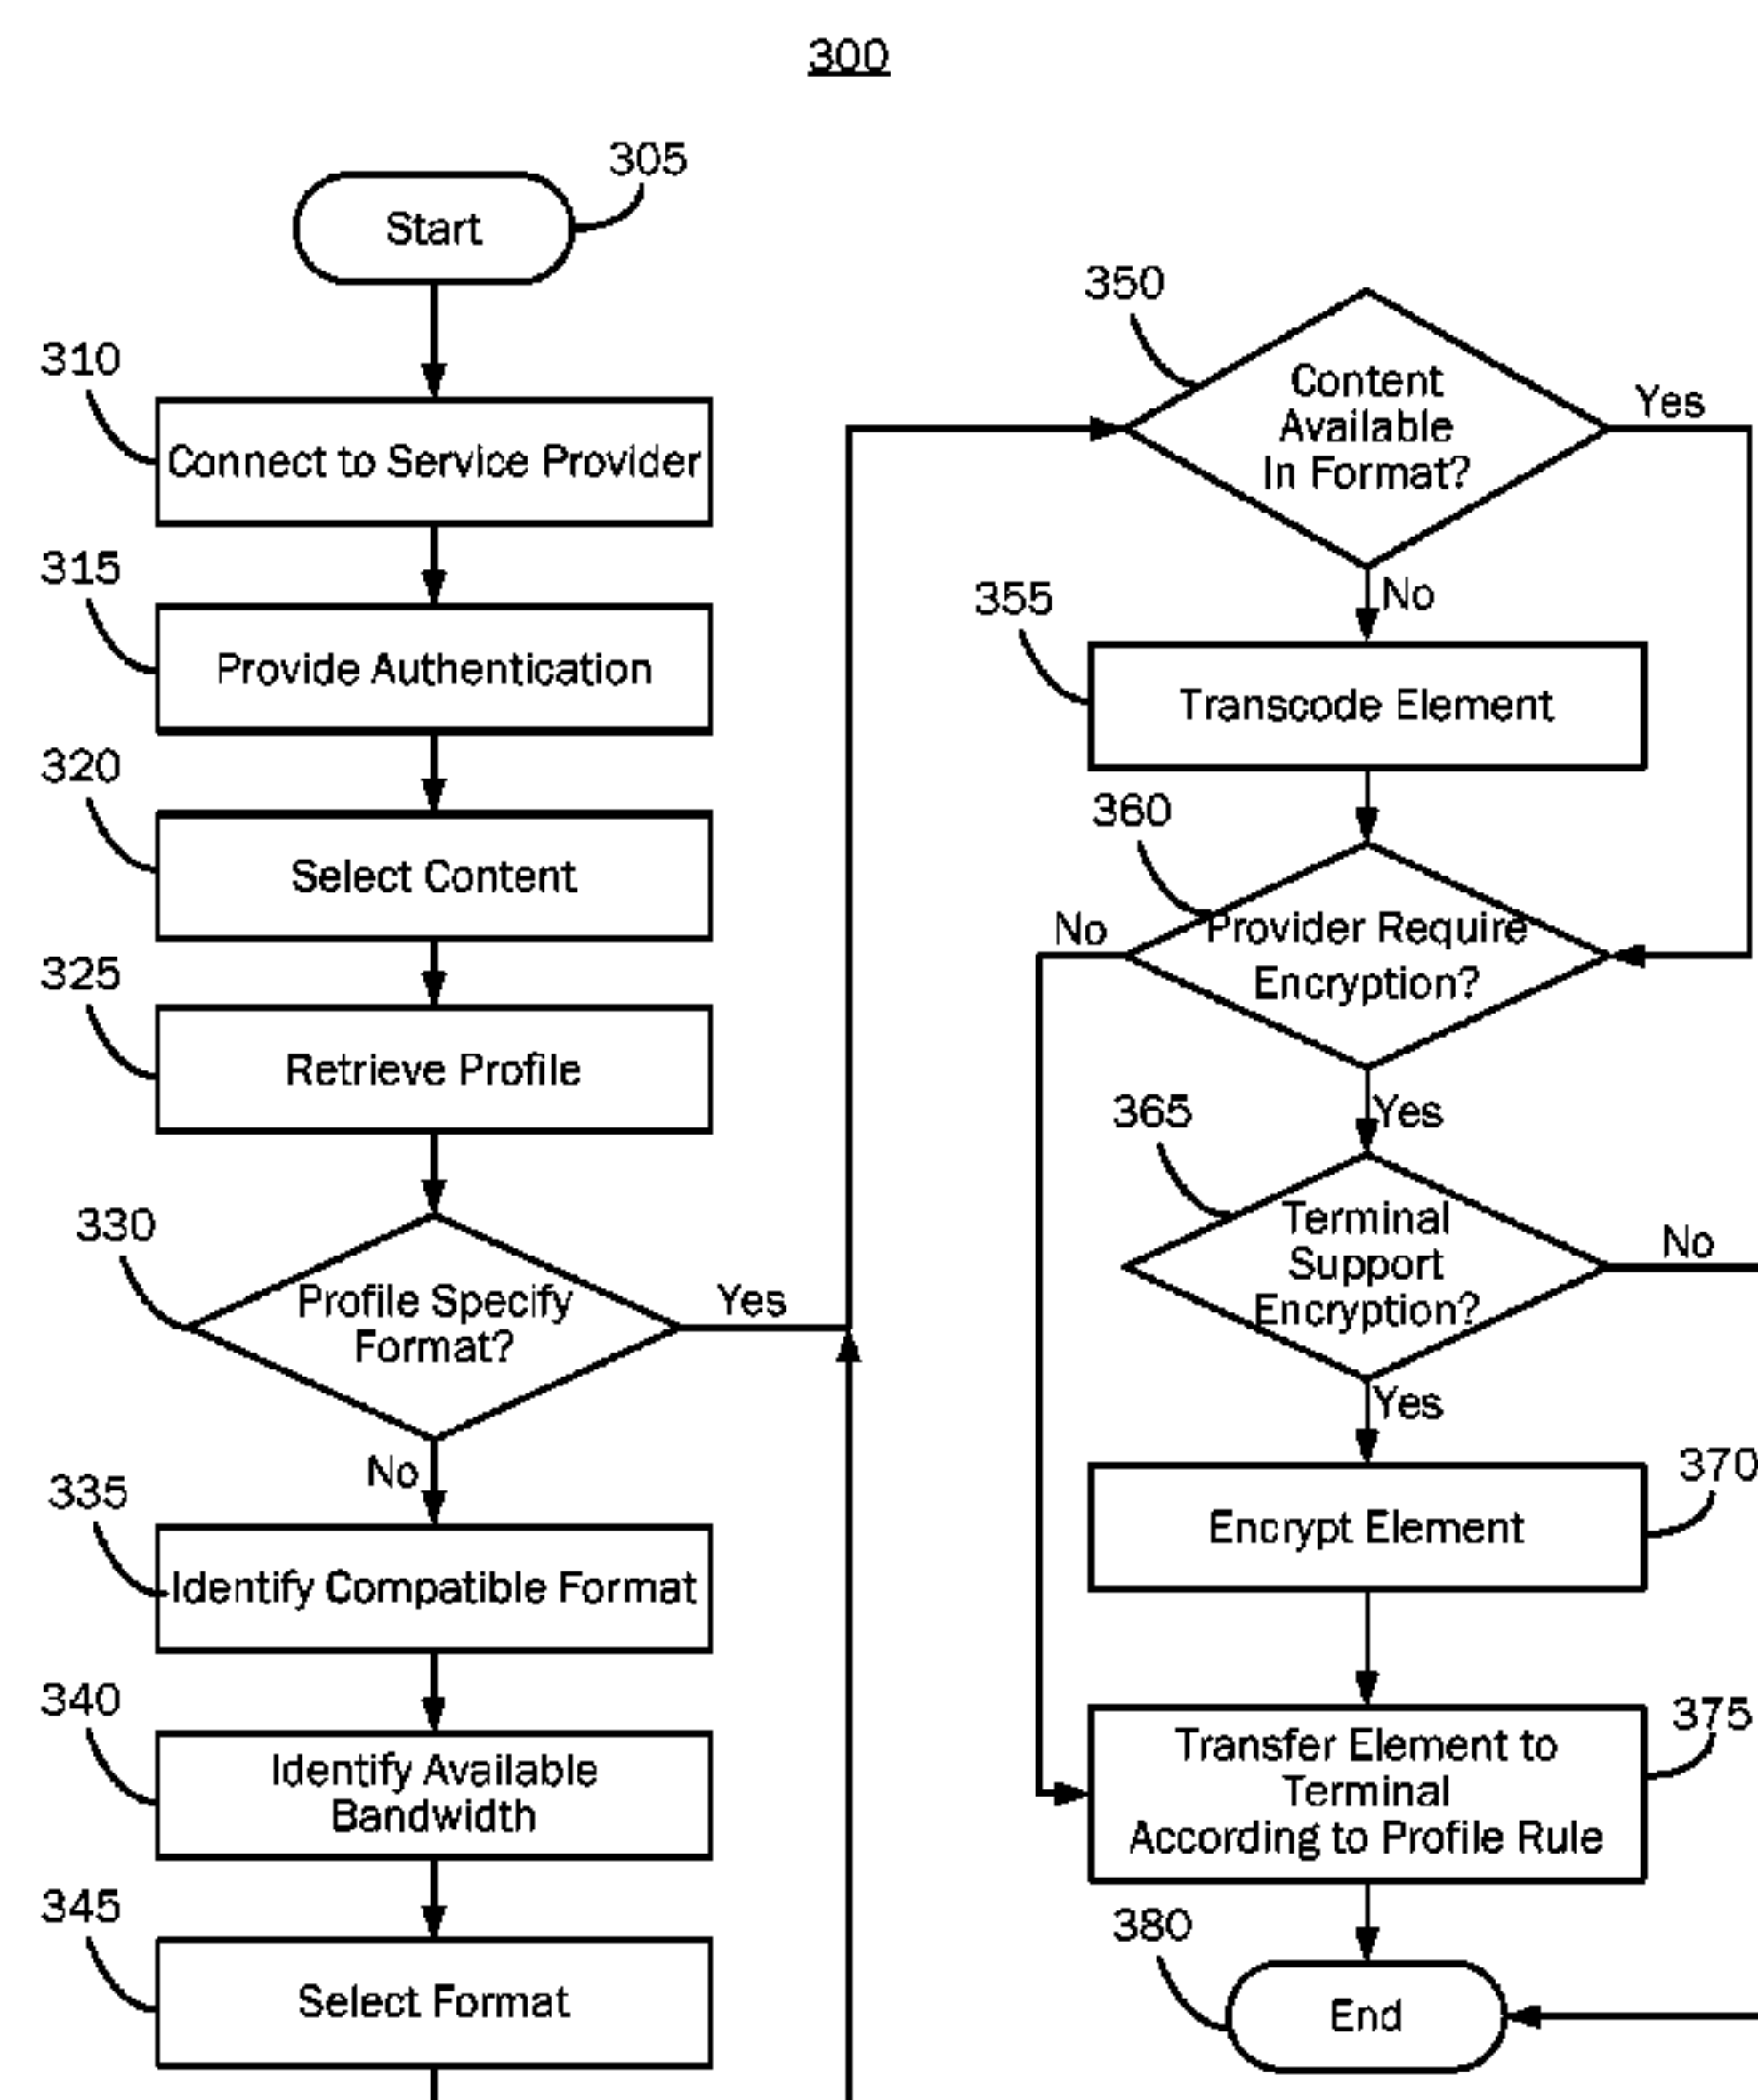 300
305
Start
310
Connect to Service Provider
315
Provide Authentication
320
Select Content
325
Retrieve Profile
330
Profile Specify
Format?
Yes
No
335
Identify Compatible Format
340
Identify Available
Bandwidth
345
Select Format
350
Content
Available
In Format?
Yes
No
355
Transcode Element
360
Provider Require
Encryption?
No
Yes
365
Terminal
Support
Encryption?
No
Yes
370
Encrypt Element
375
Transfer Element to
Terminal
According to Profile Rule
380
End